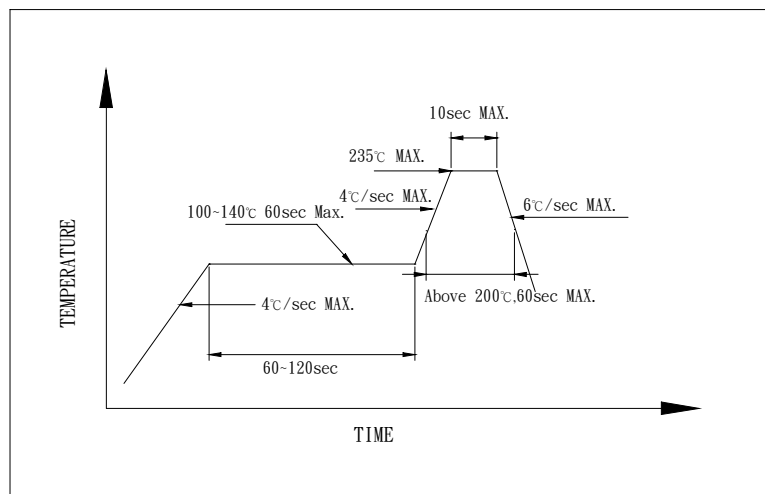 10sec MAX.
235℃ MAX.
4℃/sec MAX.
6℃/sec MAX.
100~140℃ 60sec Max.
Above 200℃,60sec MAX.
4℃/sec MAX.
60~120sec
TEMPERATURE
TIME